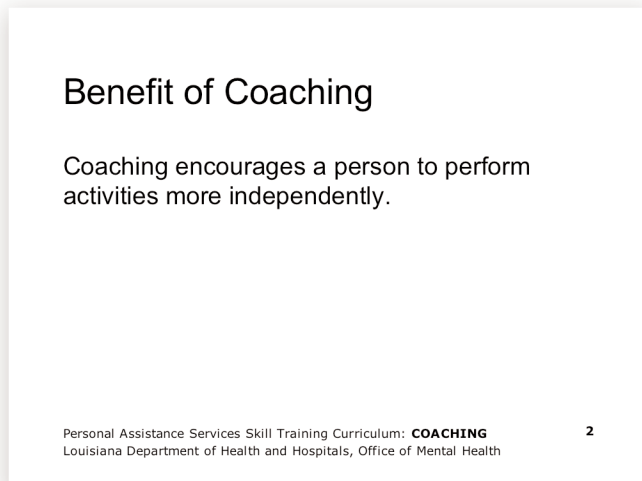 Benefit of Coaching
Coaching encourages a person to perform
activities more independently.
Personal Assistance Services Skill Training Curriculum: COACHING
2
Louisiana Department of Health and Hospitals, Office of Mental Health